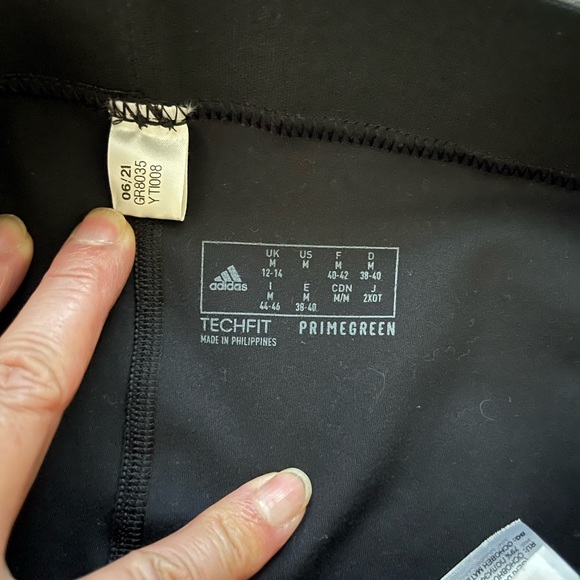 06/21
GR8035
YT1008
adidas
UK US F D
M M M M
12-14 40-42 38-40
I E CDN J
M M M/M 2XOT
44-46 38-40
TECHFIT PRIMEGREEN
MADE IN PHILIPPINES